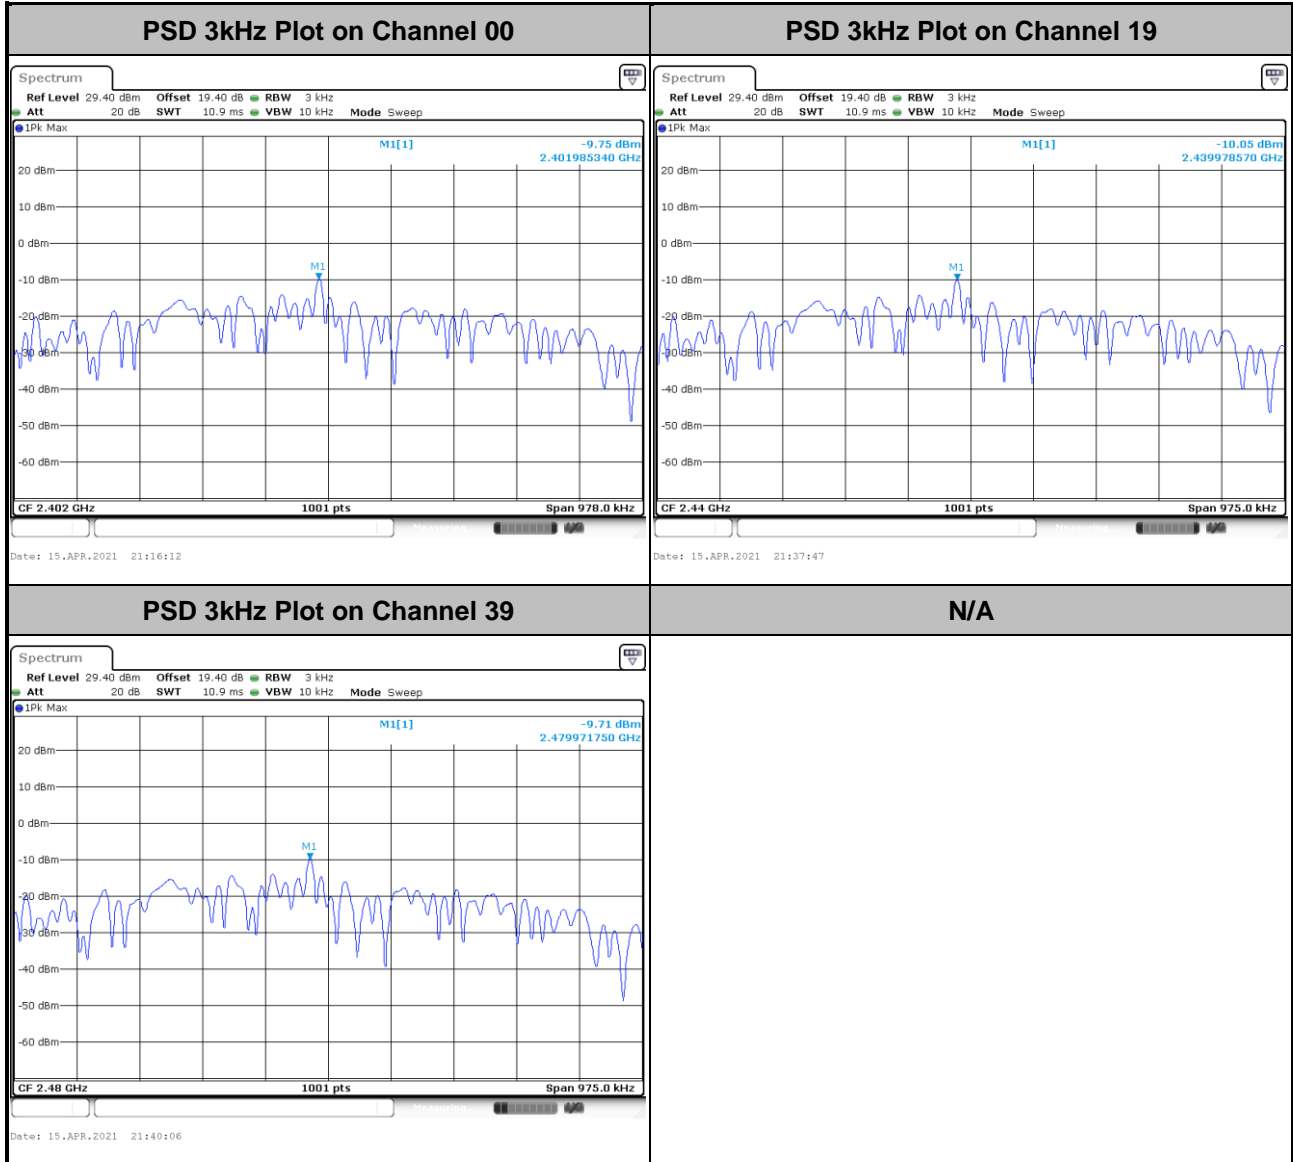 PSD 3kHz Plot on Channel 00
Spectrum
Ref Level 29.40 dBm Offset 19.40 dB RBW 3 kHz
Att 20 dB SWT 10.9 ms VBW 10 kHz Mode Sweep
1Pk Max
M1[1] -9.75 dBm
2.401985340 GHz
20 dBm
10 dBm
0 dBm
M1
-10 dBm
-20 dBm
-30 dBm
-40 dBm
-50 dBm
-60 dBm
CF 2.402 GHz 1001 pts Span 978.0 kHz
Measuring
Date: 15.APR.2021 21:16:12
PSD 3kHz Plot on Channel 19
Spectrum
Ref Level 29.40 dBm Offset 19.40 dB RBW 3 kHz
Att 20 dB SWT 10.9 ms VBW 10 kHz Mode Sweep
1Pk Max
M1[1] -10.05 dBm
2.439978570 GHz
20 dBm
10 dBm
0 dBm
M1
-10 dBm
-20 dBm
-30 dBm
-40 dBm
-50 dBm
-60 dBm
CF 2.44 GHz 1001 pts Span 975.0 kHz
Measuring
Date: 15.APR.2021 21:37:47
PSD 3kHz Plot on Channel 39
Spectrum
Ref Level 29.40 dBm Offset 19.40 dB RBW 3 kHz
Att 20 dB SWT 10.9 ms VBW 10 kHz Mode Sweep
1Pk Max
M1[1] -9.71 dBm
2.479971750 GHz
20 dBm
10 dBm
0 dBm
M1
-10 dBm
-20 dBm
-30 dBm
-40 dBm
-50 dBm
-60 dBm
CF 2.48 GHz 1001 pts Span 975.0 kHz
Measuring
Date: 15.APR.2021 21:40:06
N/A